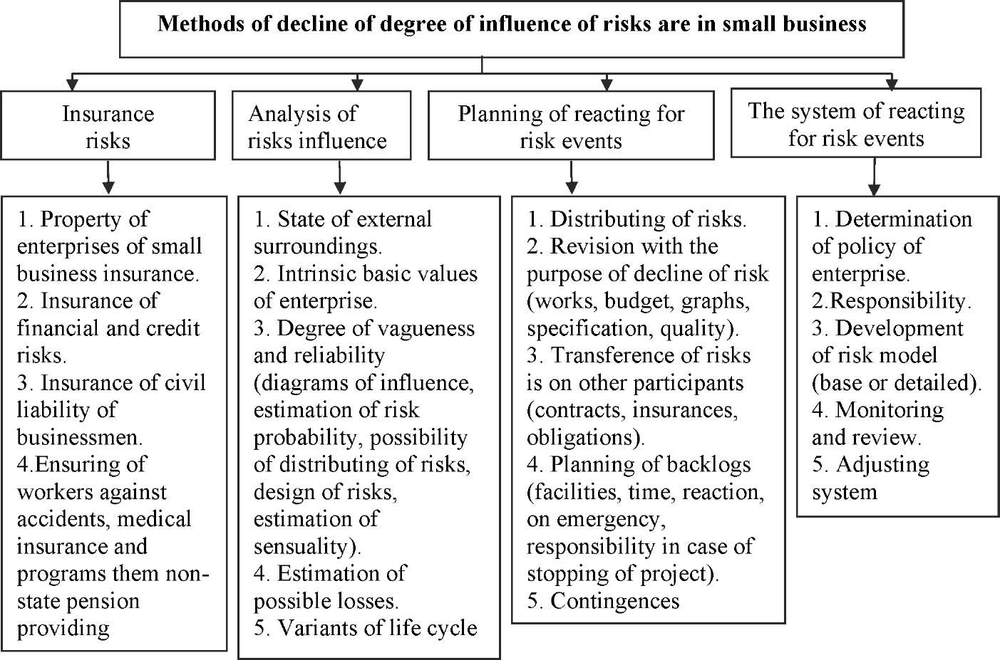 Methods of decline of degree of influence of risks are in small business
Insurance
risks
Analysis of
risks influence
Planning of reacting for
risk events
The system of reacting
for risk events
1. Property of
enterprises of small
business insurance.
2. Insurance of
financial and credit
risks.
3. Insurance of civil
liability of
businessmen.
4.Ensuring of
workers against
accidents, medical
insurance and
programs them non-
state pension
providing
1. State of external
surroundings.
2. Intrinsic basic values
of enterprise.
3. Degree of vagueness
and reliability
(diagrams of influence,
estimation of risk
probability, possibility
of distributing of risks,
design of risks,
estimation of
sensuality).
4. Estimation of
possible losses.
5. Variants of life cycle
1. Distributing of risks.
2. Revision with the
purpose of decline of risk
(works, budget, graphs,
specification, quality).
3. Transference of risks
is on other participants
(contracts, insurances,
obligations).
4. Planning of backlogs
(facilities, time, reaction,
on emergency,
responsibility in case of
stopping of project).
5. Contingences
1. Determination
of policy of
enterprise.
2.Responsibility.
3. Development
of risk model
(base or detailed).
4. Monitoring
and review.
5. Adjusting
system